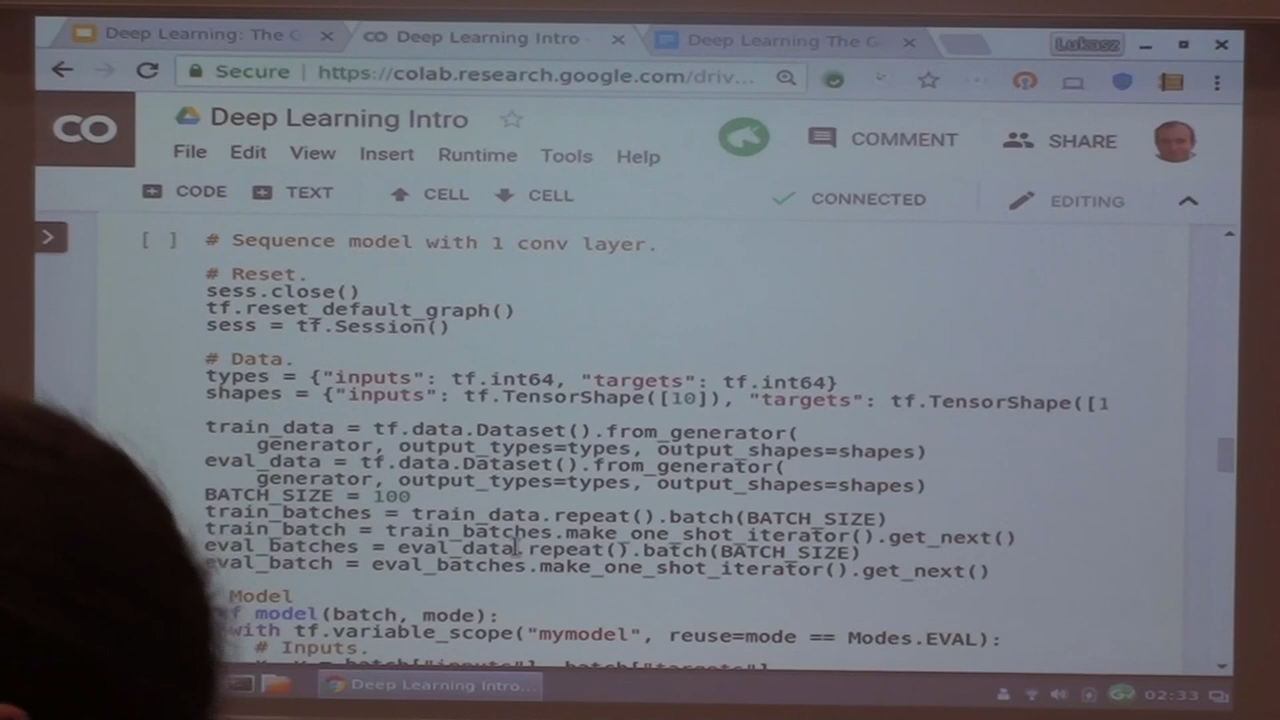 Deep Learning: The
Deep Learning Intro
Deep Learning The G
Lukasz
Secure
https://colab.research.google.com/driv...
CO
Deep Learning Intro
COMMENT
SHARE
File Edit View Insert Runtime Tools Help
CODE TEXT CELL CELL
CONNECTED
EDITING
[ ] # Sequence model with 1 conv layer.
# Reset.
sess.close()
tf.reset_default_graph()
sess = tf.Session()
# Data.
types = {"inputs": tf.int64, "targets": tf.int64}
shapes = {"inputs": tf.TensorShape([10]), "targets": tf.TensorShape([1
train_data = tf.data.Dataset().from_generator(
generator, output_types=types, output_shapes=shapes)
eval_data = tf.data.Dataset().from_generator(
generator, output_types=types, output_shapes=shapes)
BATCH_SIZE = 100
train_batches = train_data.repeat().batch(BATCH_SIZE)
train_batch = train_batches.make_one_shot_iterator().get_next()
eval_batches = eval_data.repeat().batch(BATCH_SIZE)
eval_batch = eval_batches.make_one_shot_iterator().get_next()
Model
f model(batch, mode):
with tf.variable_scope("mymodel", reuse=mode == Modes.EVAL):
# Inputs.
Deep Learning Intro...
02:33